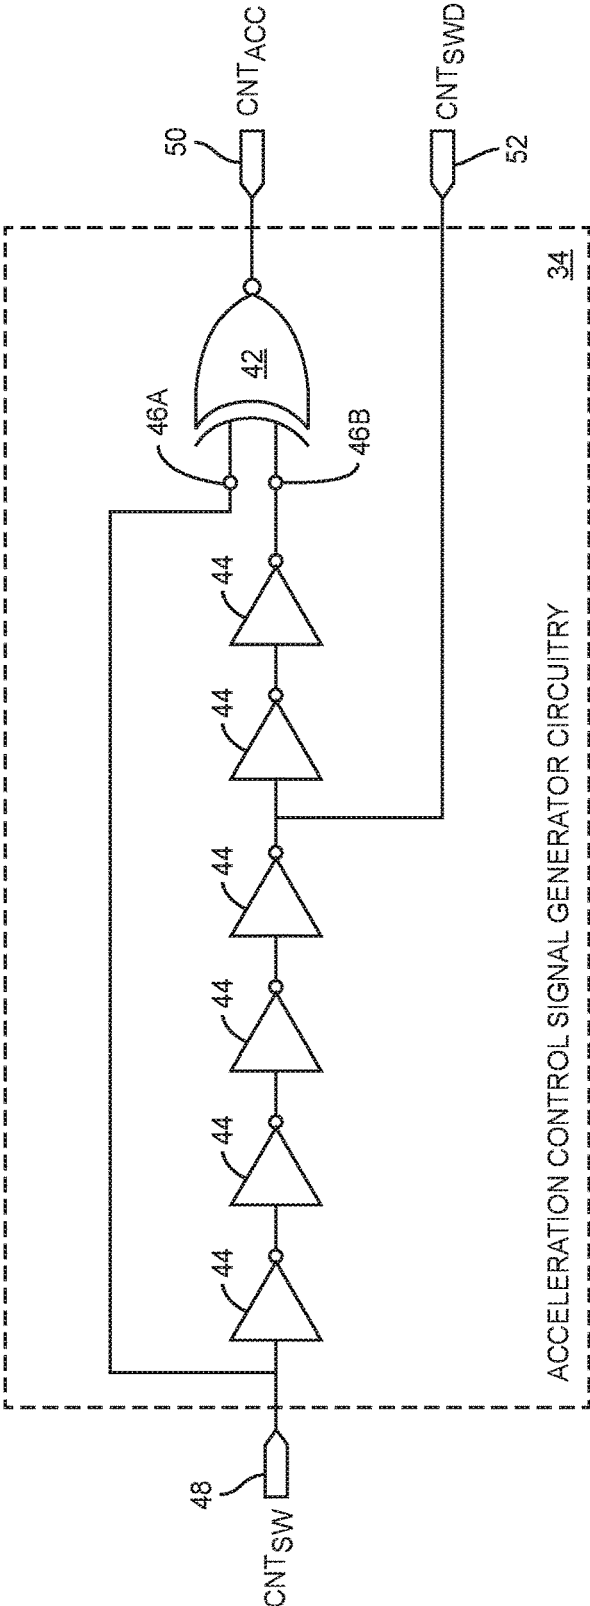 CNTSW
48
44
44
44
44
44
44
46A
46B
42
50
CNTACC
52
CNTSWD
34
ACCELERATION CONTROL SIGNAL GENERATOR CIRCUITRY